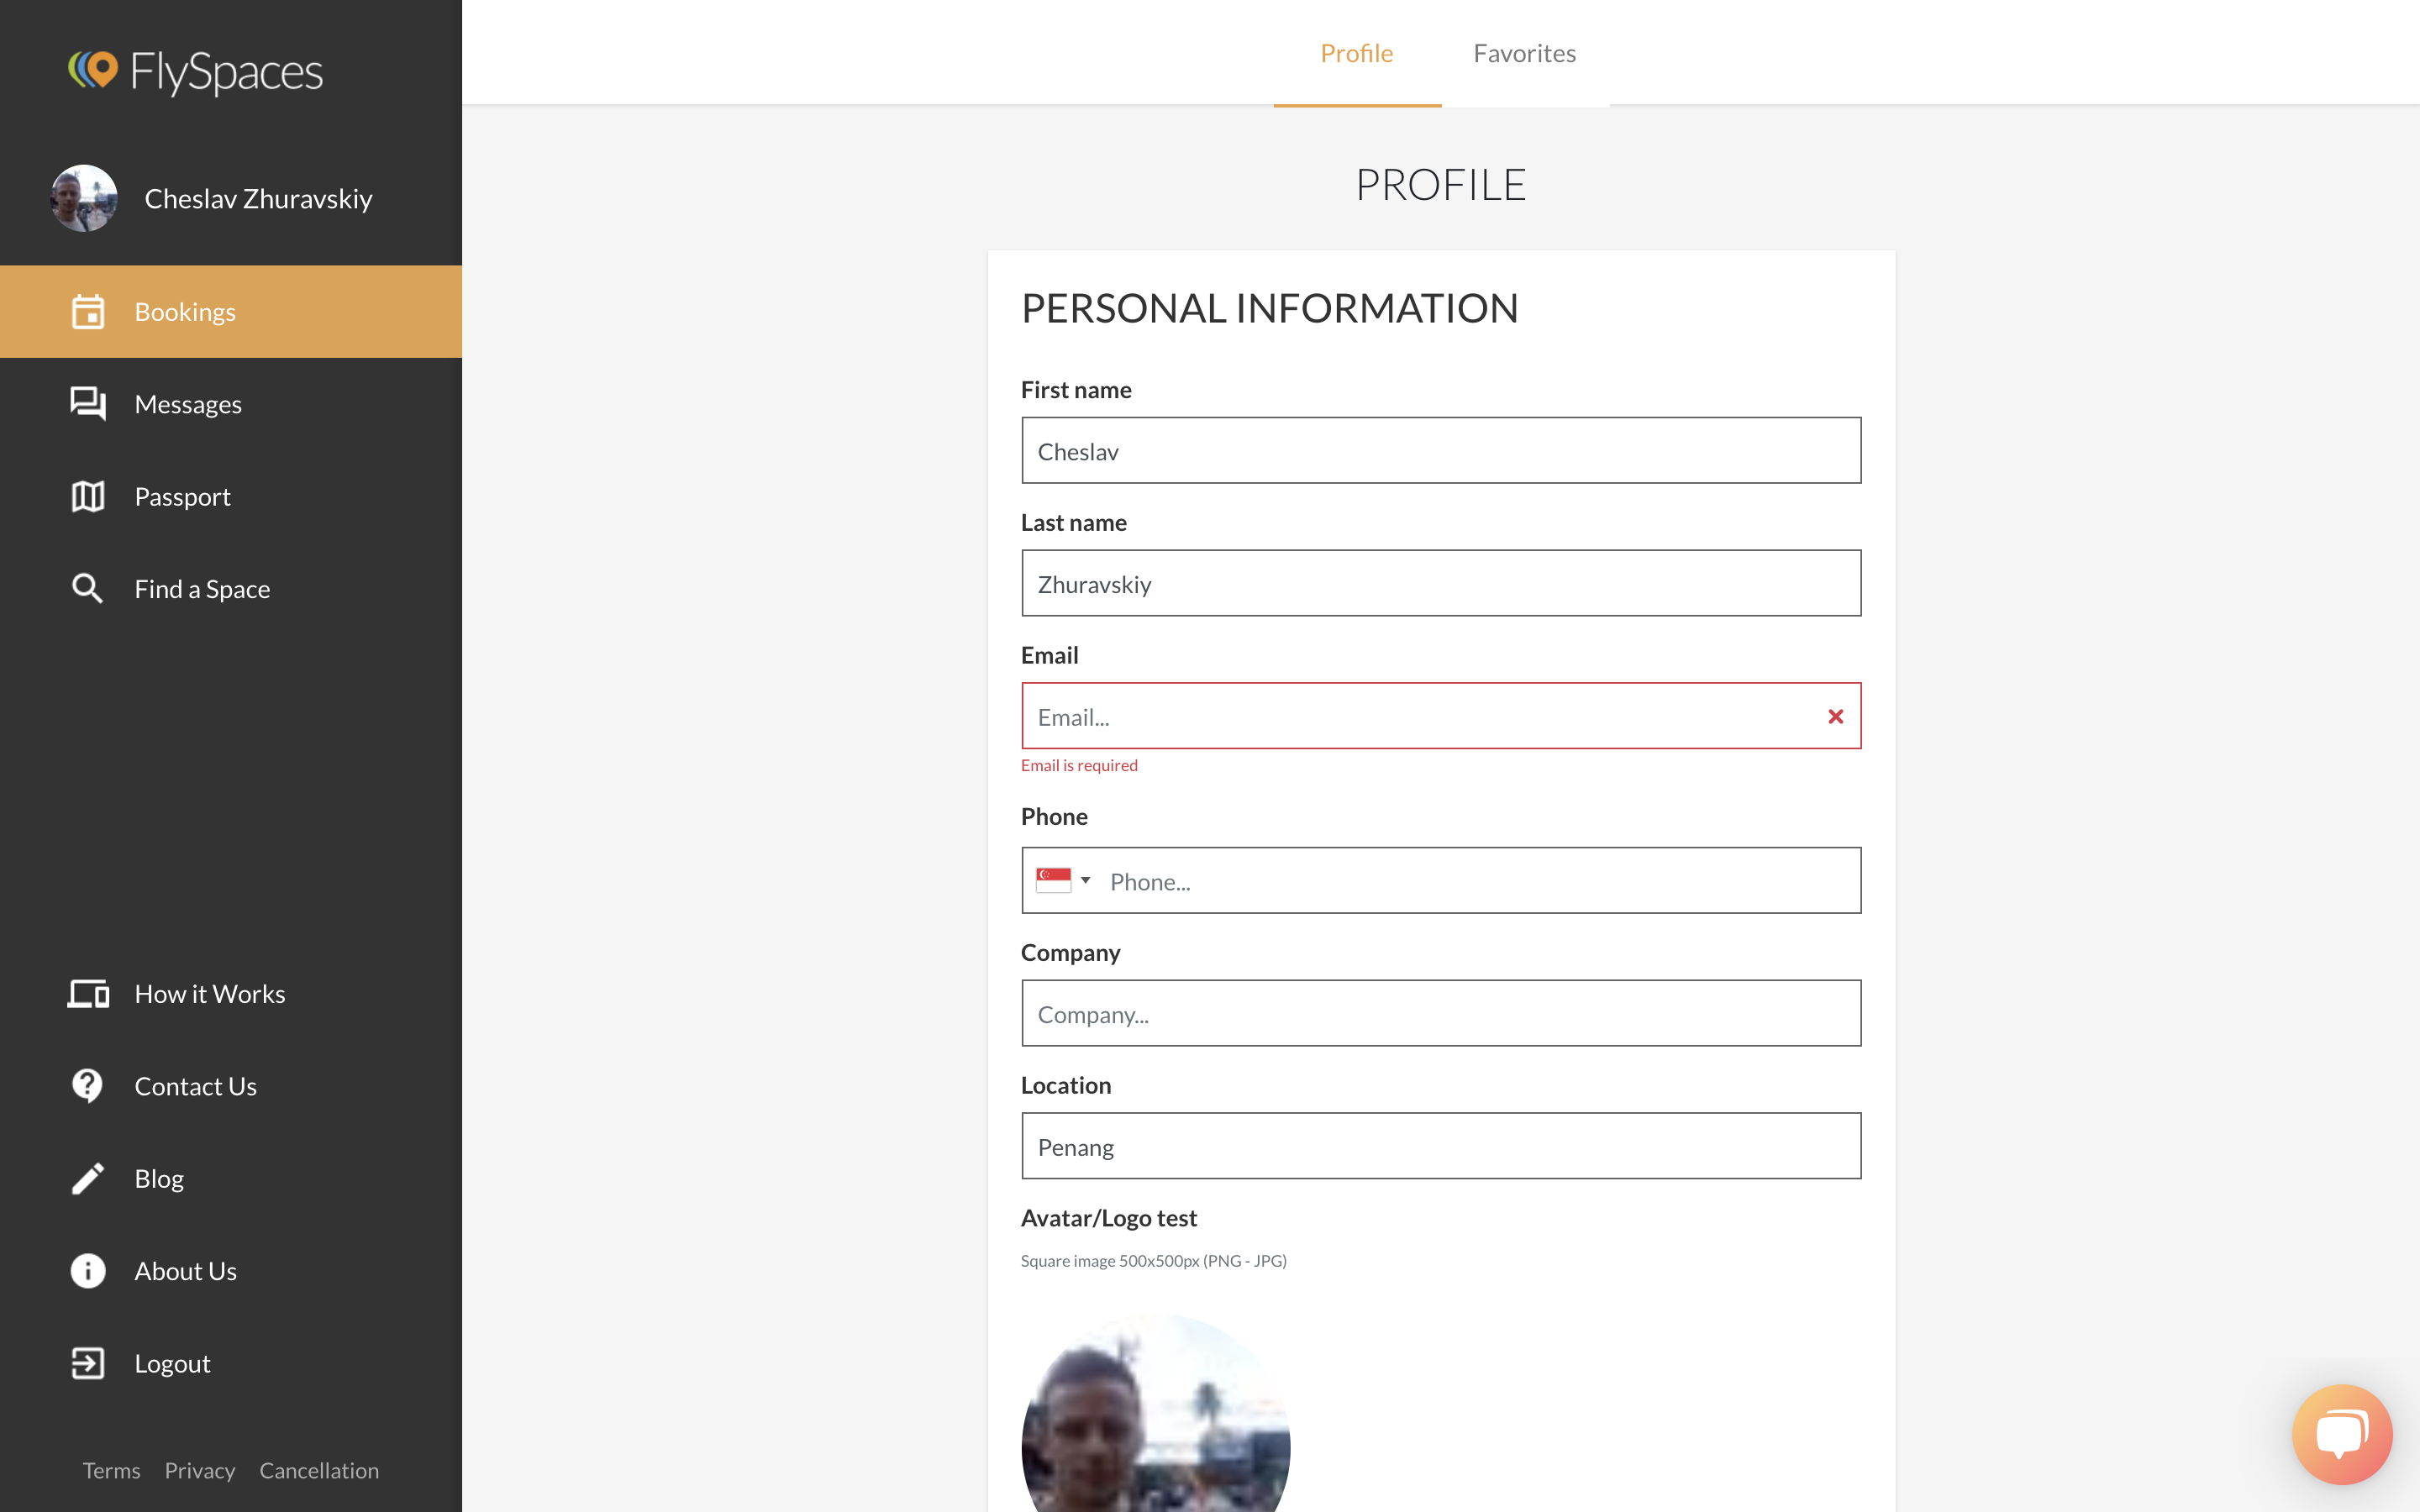 FlySpaces
Cheslav Zhuravskiy
Bookings
Messages
Passport
Find a Space
How it Works
Contact Us
Blog
About Us
Logout
Terms Privacy Cancellation
Profile Favorites
PROFILE
PERSONAL INFORMATION
First name
Cheslav
Last name
Zhuravskiy
Email
Email...
Email is required
Phone
Phone...
Company
Company...
Location
Penang
Avatar/Logo test
Square image 500x500px (PNG - JPG)